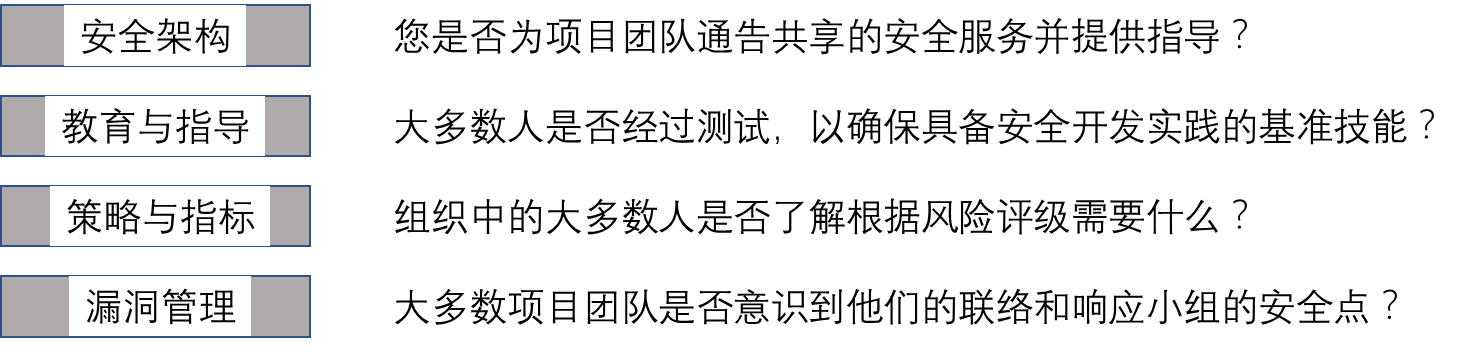 安全架构 您是否为项目团队通告共享的安全服务并提供指导？
教育与指导 大多数人是否经过测试，以确保具备安全开发实践的基准技能？
策略与指标 组织中的大多数人是否了解根据风险评级需要什么？
漏洞管理 大多数项目团队是否意识到他们的联络和响应小组的安全点？